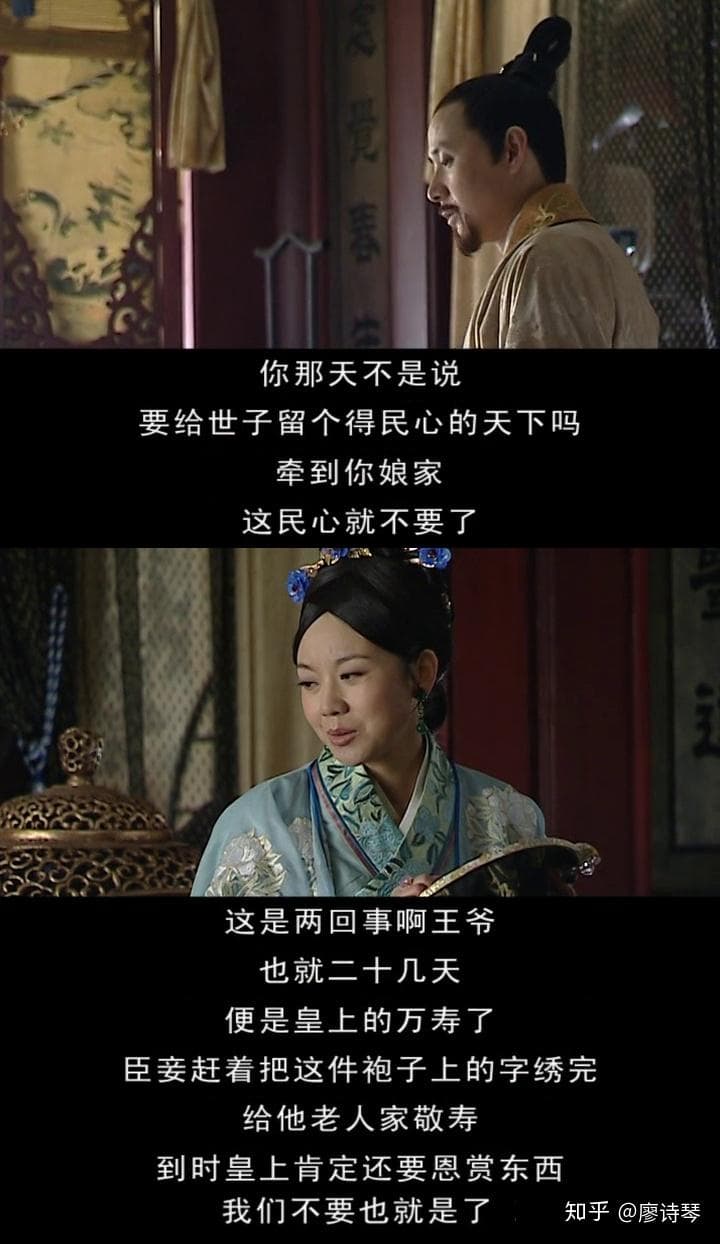 觉
春
你那天不是说
要给世子留个得民心的天下吗
牵到你娘家
这民心就不要了
这是两回事啊王爷
也就二十几天
便是皇上的万寿了
臣妾赶着把这件袍子上的字绣完
给他老人家敬寿
到时皇上肯定还要恩赏东西
我们不要也就是了
知乎 @廖诗琴